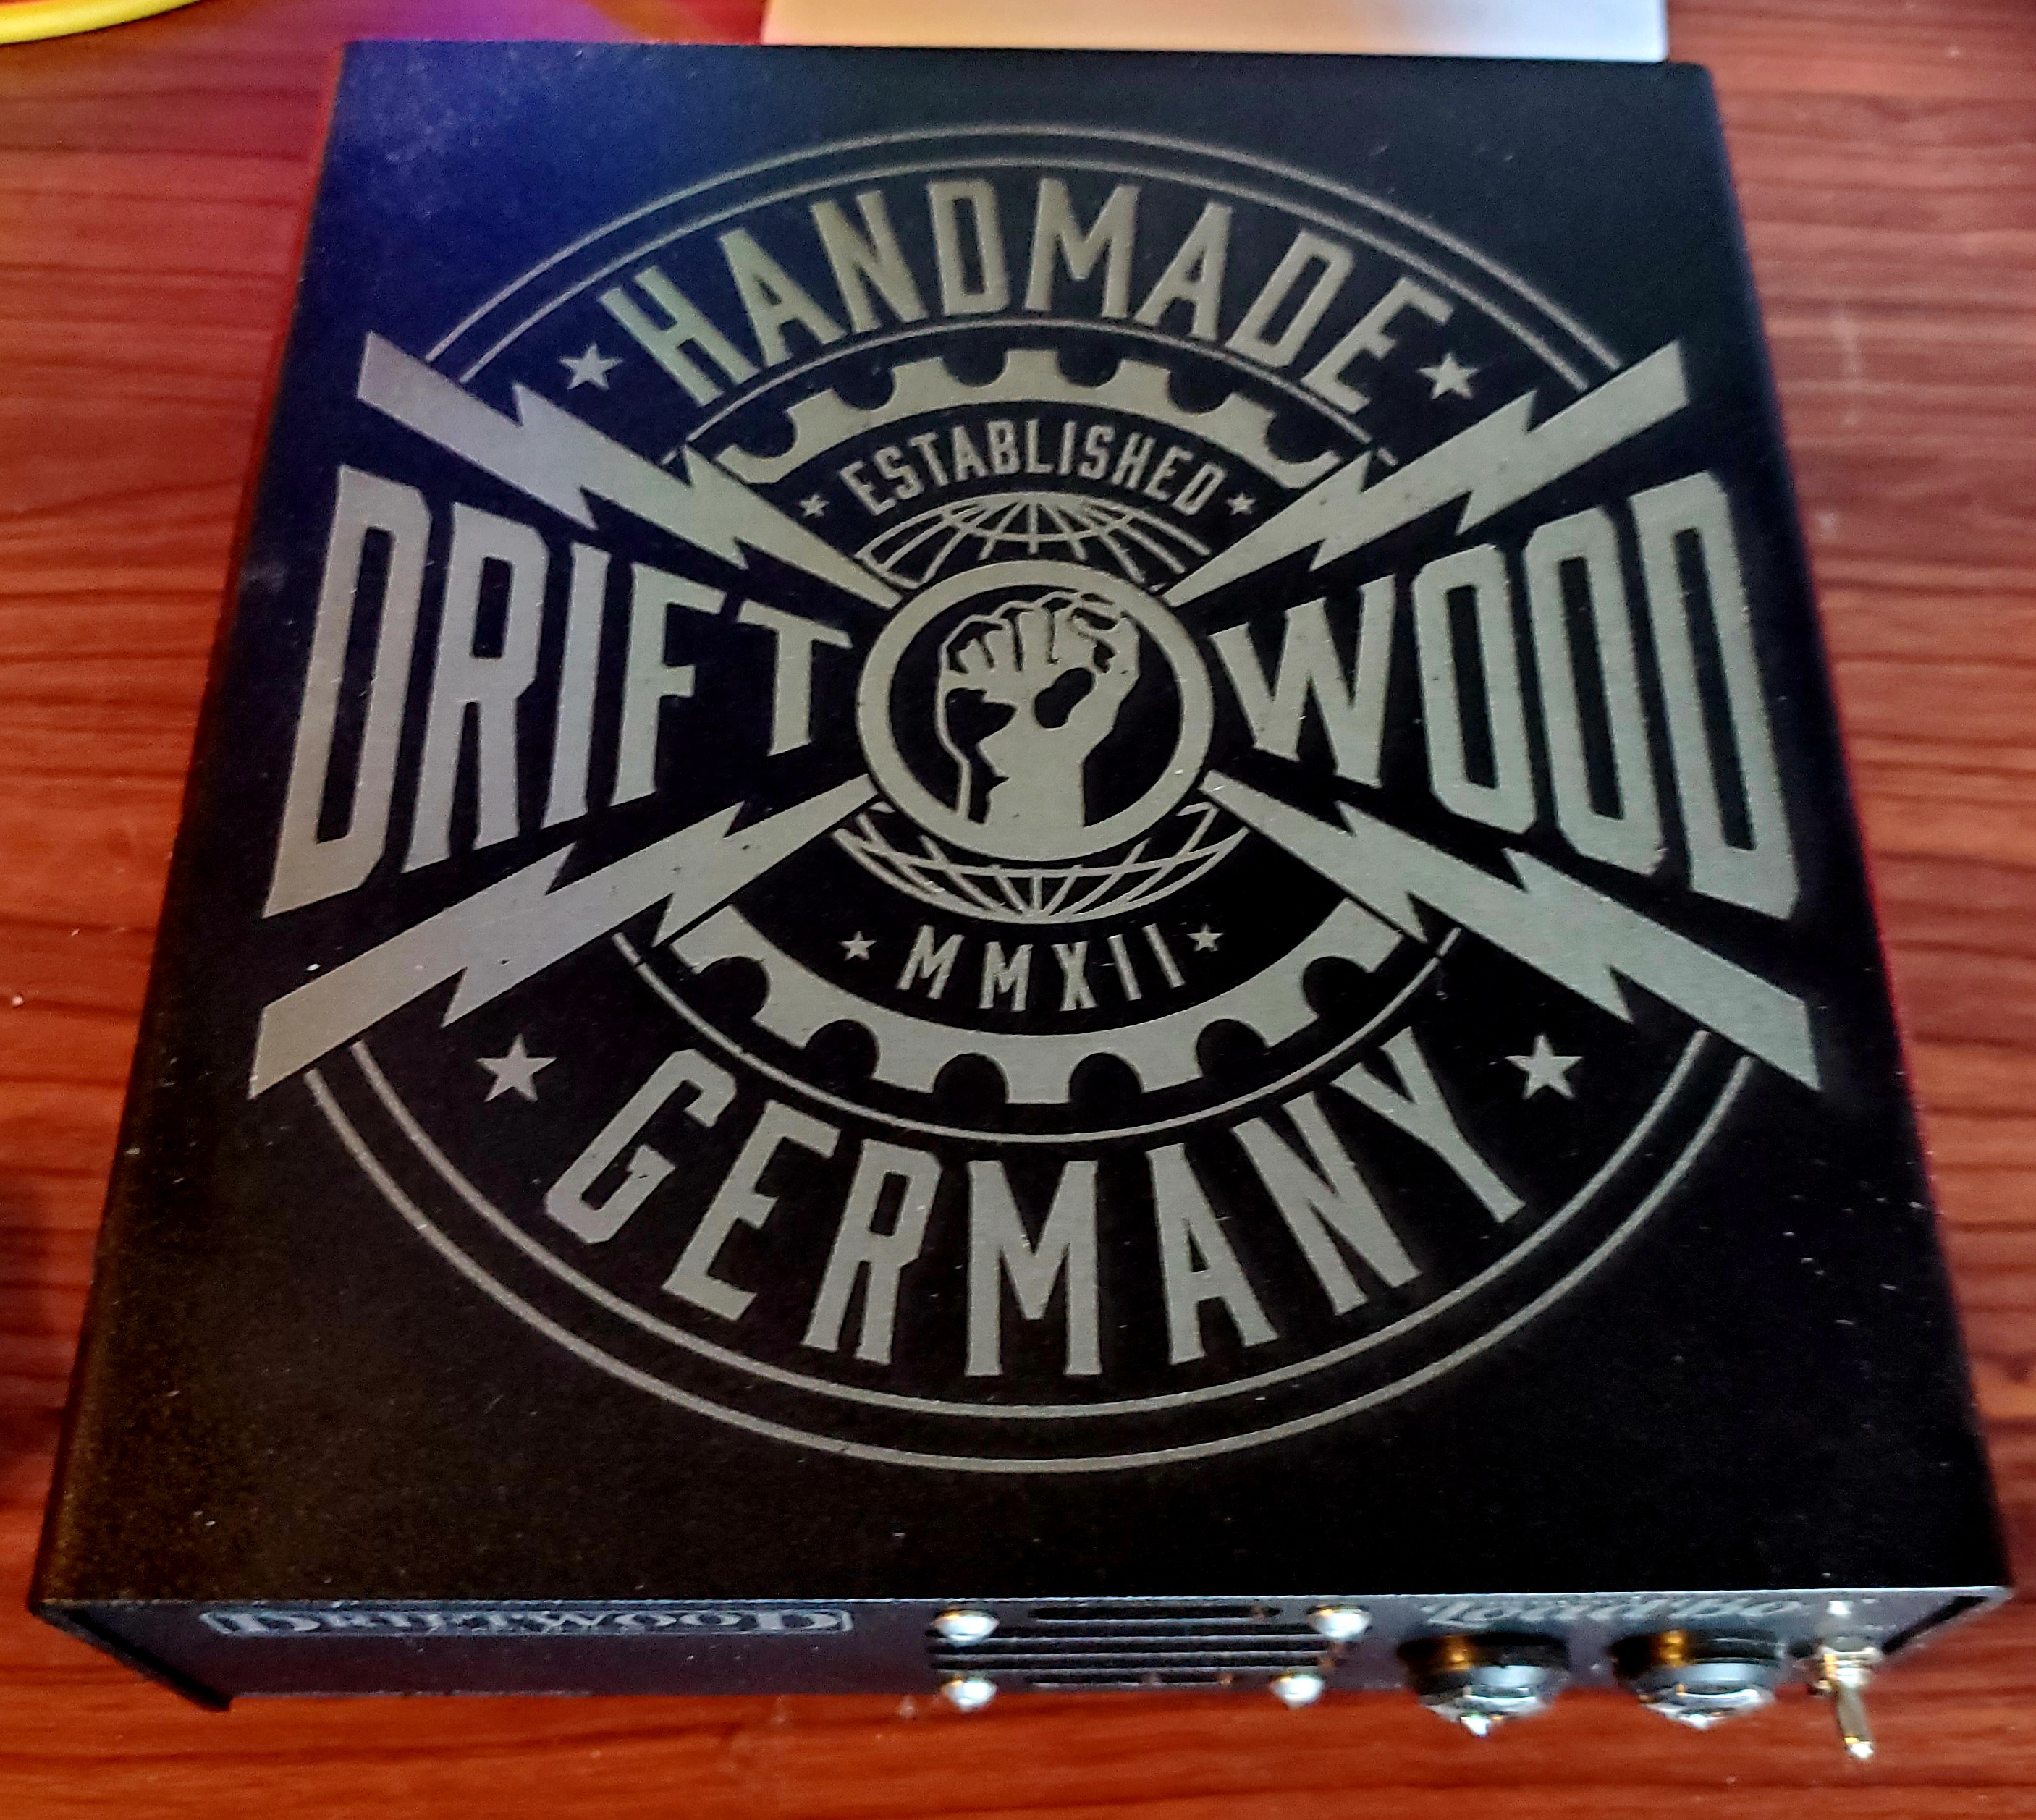 HANDMADE
ESTABLISHED
DRIFT WOOD
MMXII
GERMANY
DRIFTWOOD